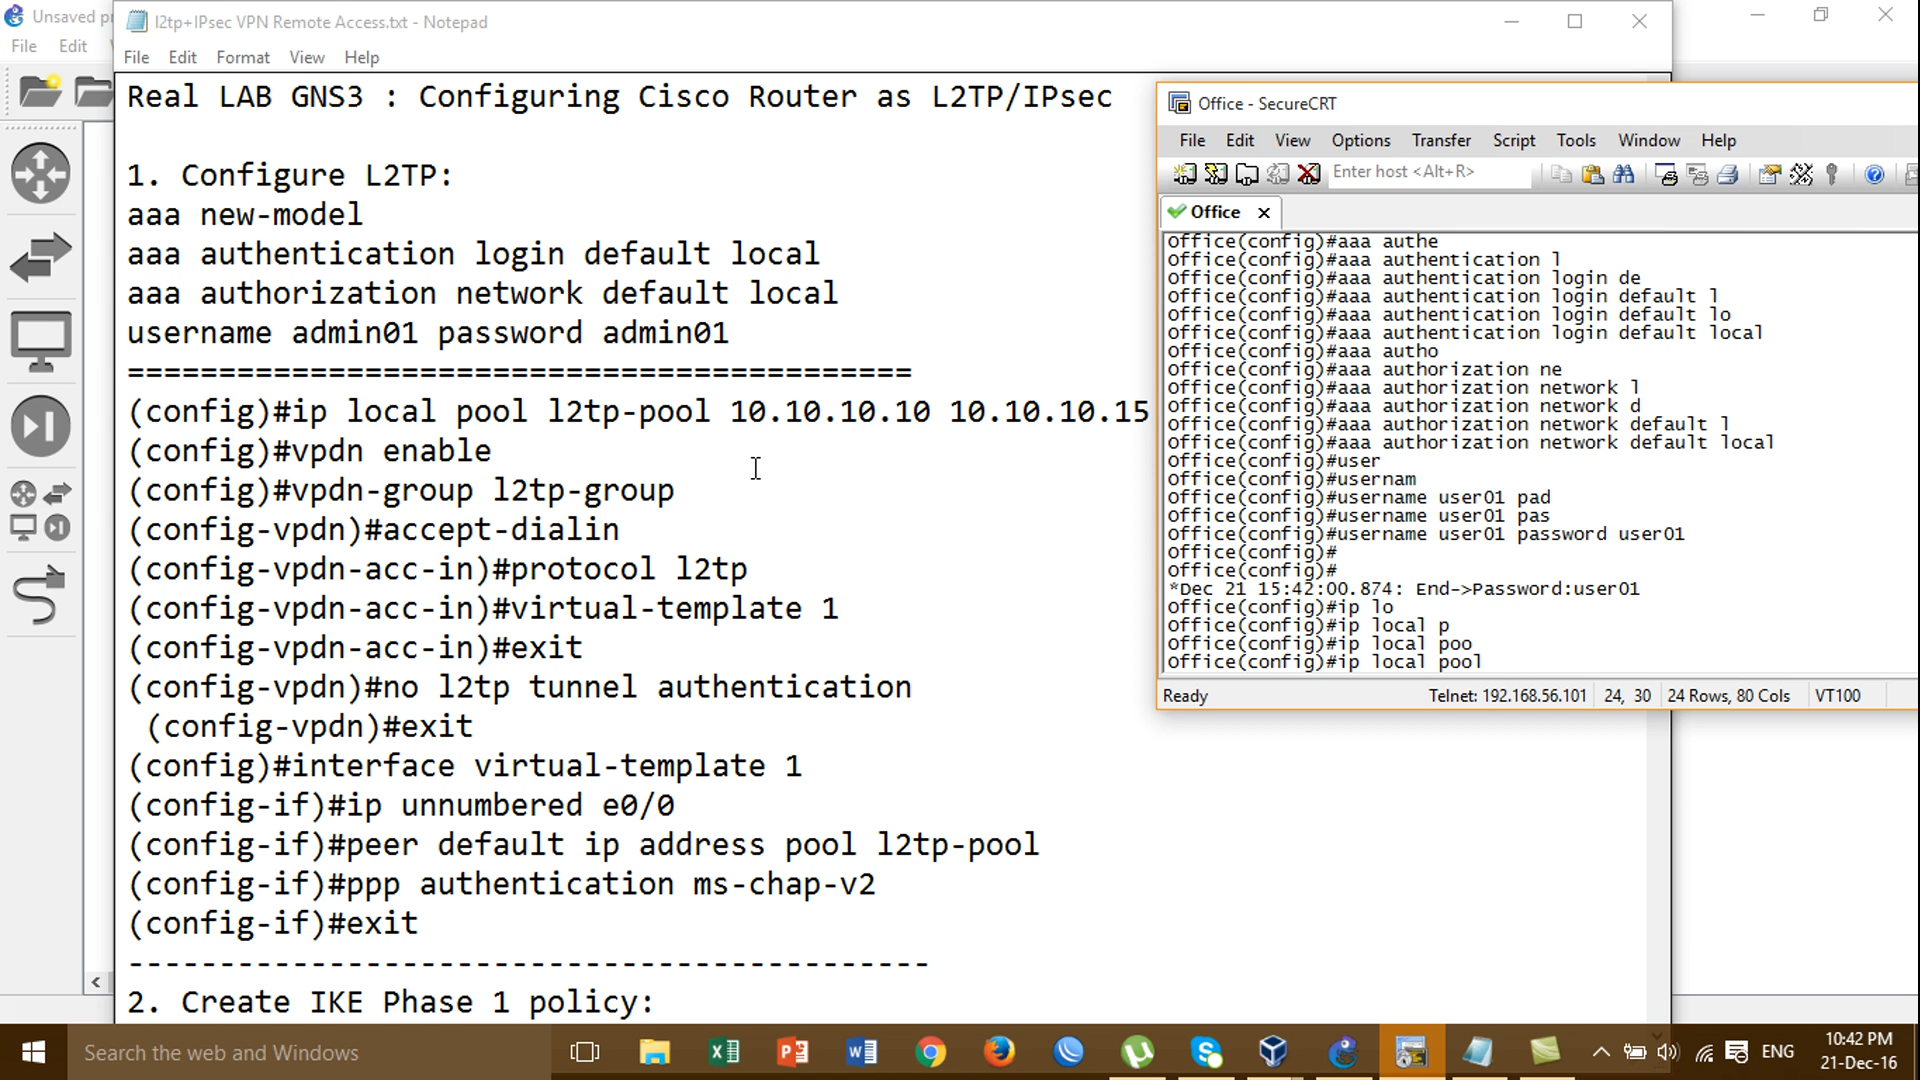 Unsaved p
File Edit
l2tp+IPsec VPN Remote Access.txt - Notepad
File Edit Format View Help
Real LAB GNS3 : Configuring Cisco Router as L2TP/IPsec
1. Configure L2TP:
aaa new-model
aaa authentication login default local
aaa authorization network default local
username admin01 password admin01
===========================================
(config)#ip local pool l2tp-pool 10.10.10.10 10.10.10.15
(config)#vpdn enable
(config)#vpdn-group l2tp-group
(config-vpdn)#accept-dialin
(config-vpdn-acc-in)#protocol l2tp
(config-vpdn-acc-in)#virtual-template 1
(config-vpdn-acc-in)#exit
(config-vpdn)#no l2tp tunnel authentication
(config-vpdn)#exit
(config)#interface virtual-template 1
(config-if)#ip unnumbered e0/0
(config-if)#peer default ip address pool l2tp-pool
(config-if)#ppp authentication ms-chap-v2
(config-if)#exit
--------------------------------------------
2. Create IKE Phase 1 policy:
Office - SecureCRT
File Edit View Options Transfer Script Tools Window Help
Enter host <Alt+R>
Office
Office(config)#aaa authe
Office(config)#aaa authentication l
Office(config)#aaa authentication login de
Office(config)#aaa authentication login default l
Office(config)#aaa authentication login default lo
Office(config)#aaa authentication login default local
Office(config)#aaa autho
Office(config)#aaa authorization ne
Office(config)#aaa authorization network l
Office(config)#aaa authorization network d
Office(config)#aaa authorization network default l
Office(config)#aaa authorization network default local
Office(config)#user
Office(config)#usernam
Office(config)#username user01 pad
Office(config)#username user01 pas
Office(config)#username user01 password user01
Office(config)#
Office(config)#
*Dec 21 15:42:00.874: End->Password:user01
Office(config)#ip lo
Office(config)#ip local p
Office(config)#ip local poo
Office(config)#ip local pool
Ready Telnet: 192.168.56.101 24, 30 24 Rows, 80 Cols VT100
Search the web and Windows
ENG
10:42 PM
21-Dec-16